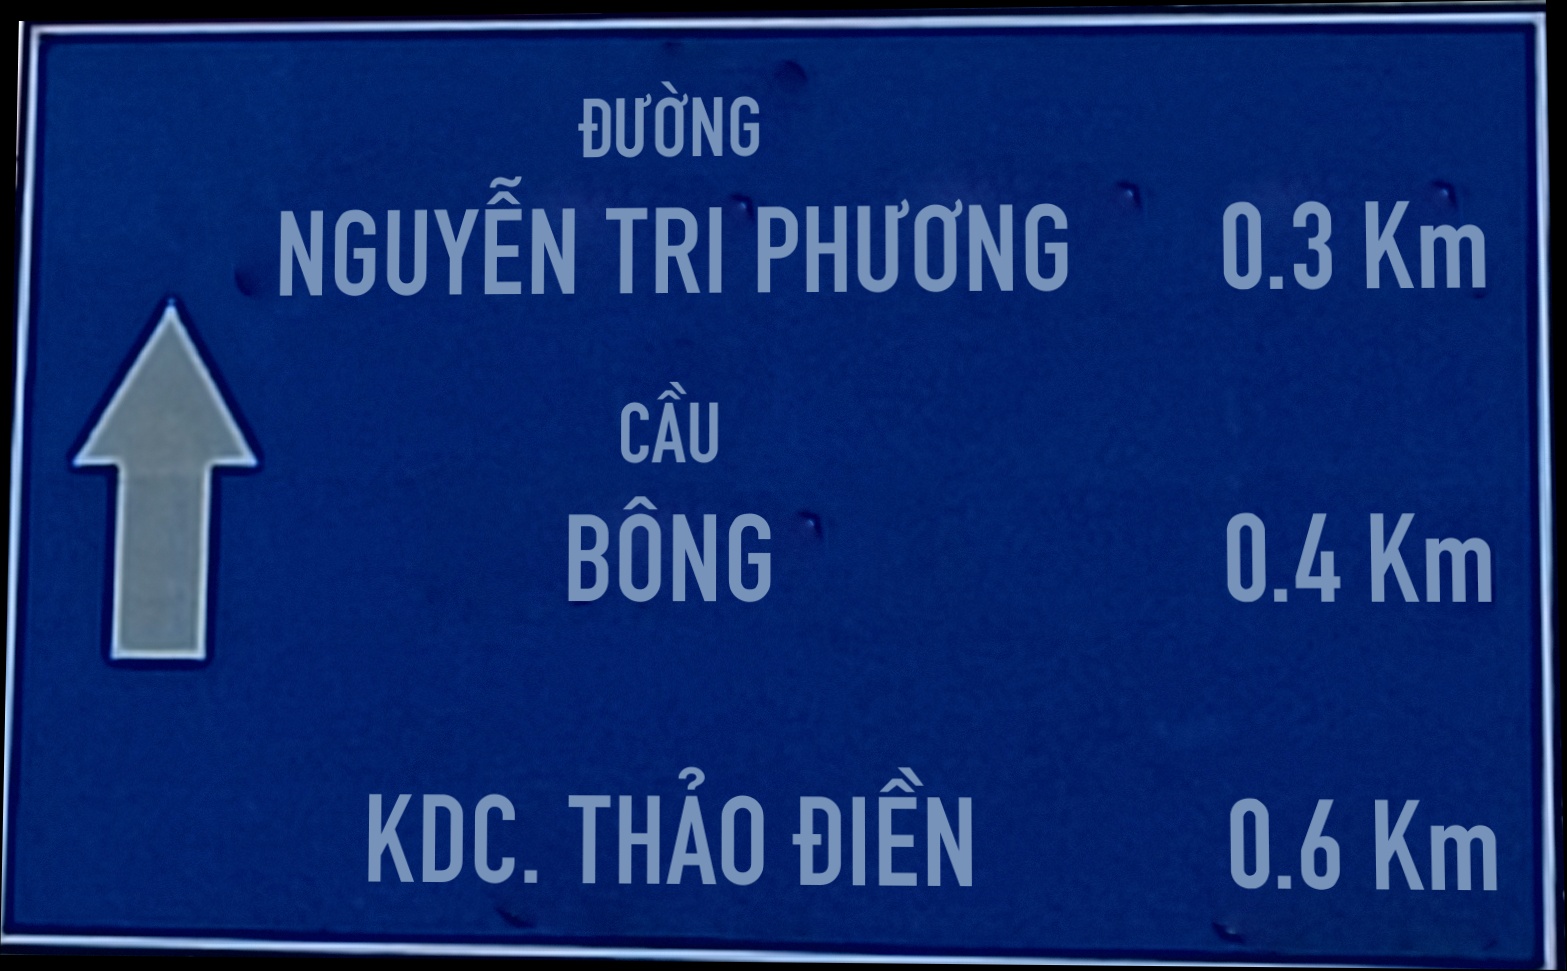 ĐƯỜNG
NGUYỄN TRI PHƯƠNG 0.3 Km
CẦU
BÔNG 0.4 Km
KDC. THẢO ĐIỀN 0.6 Km